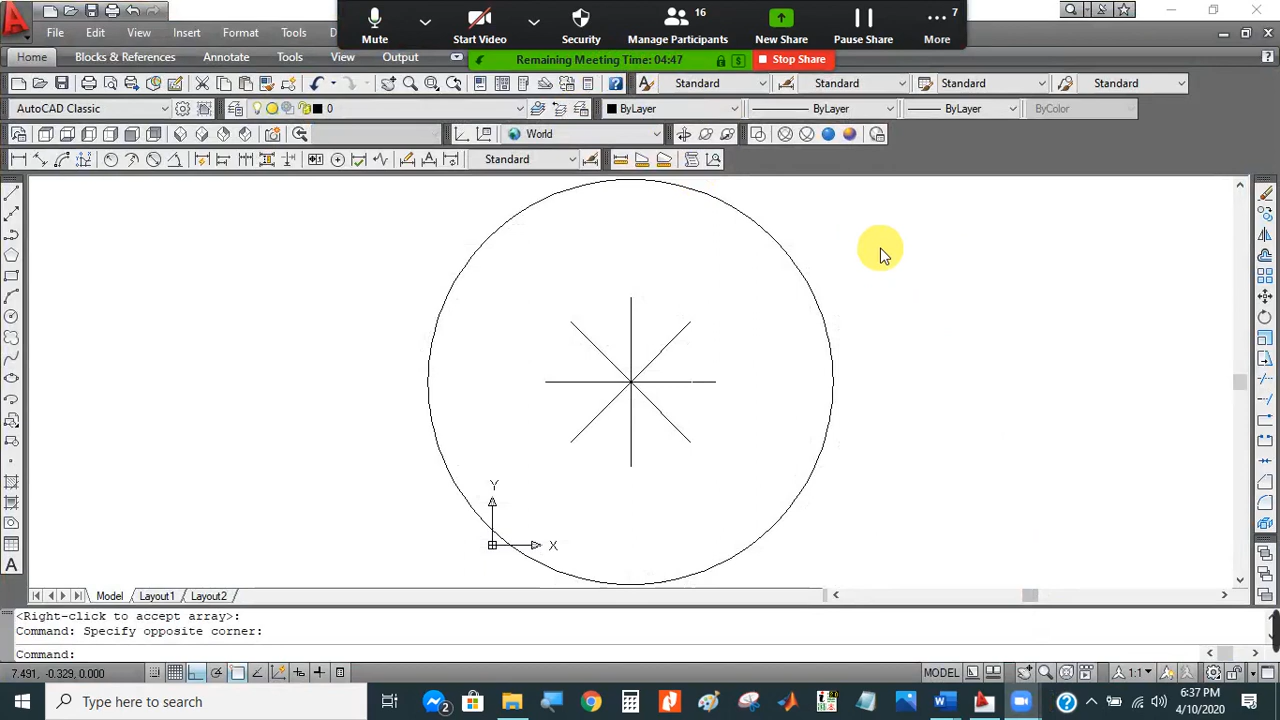 Mute
Start Video
Security
16
Manage Participants
New Share
Pause Share
7
More
Remaining Meeting Time: 04:47
Stop Share
File
Edit
View
Insert
Format
Tools
Home
Blocks & References
Annotate
Tools
View
Output
Standard
Standard
Standard
Standard
AutoCAD Classic
0
ByLayer
ByLayer
ByLayer
ByColor
World
Standard
Y
X
Model
Layout1
Layout2
<Right-click to accept array>:
Command: Specify opposite corner:
Command:
7.491, -0.329, 0.000
MODEL
1:1
Type here to search
2
6:37 PM
4/10/2020